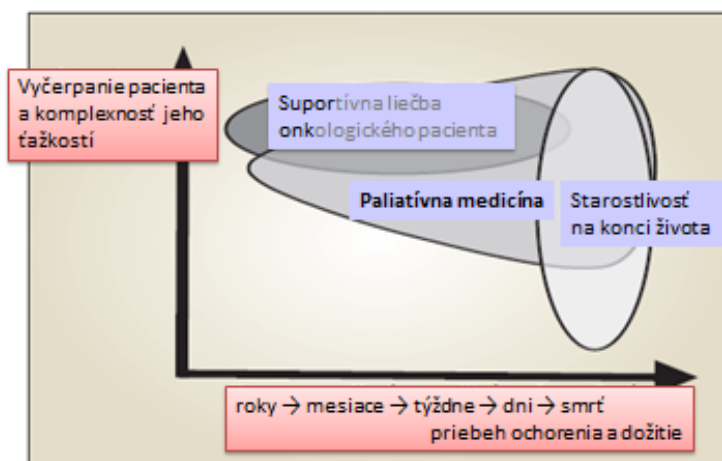 Vyčerpanie pacienta
a komplexnosť jeho
ťažkostí
Suportívna liečba
onkologického pacienta
Paliatívna medicína
Starostlivosť
na konci života
roky → mesiace → týždne → dni → smrť
priebeh ochorenia a dožitie